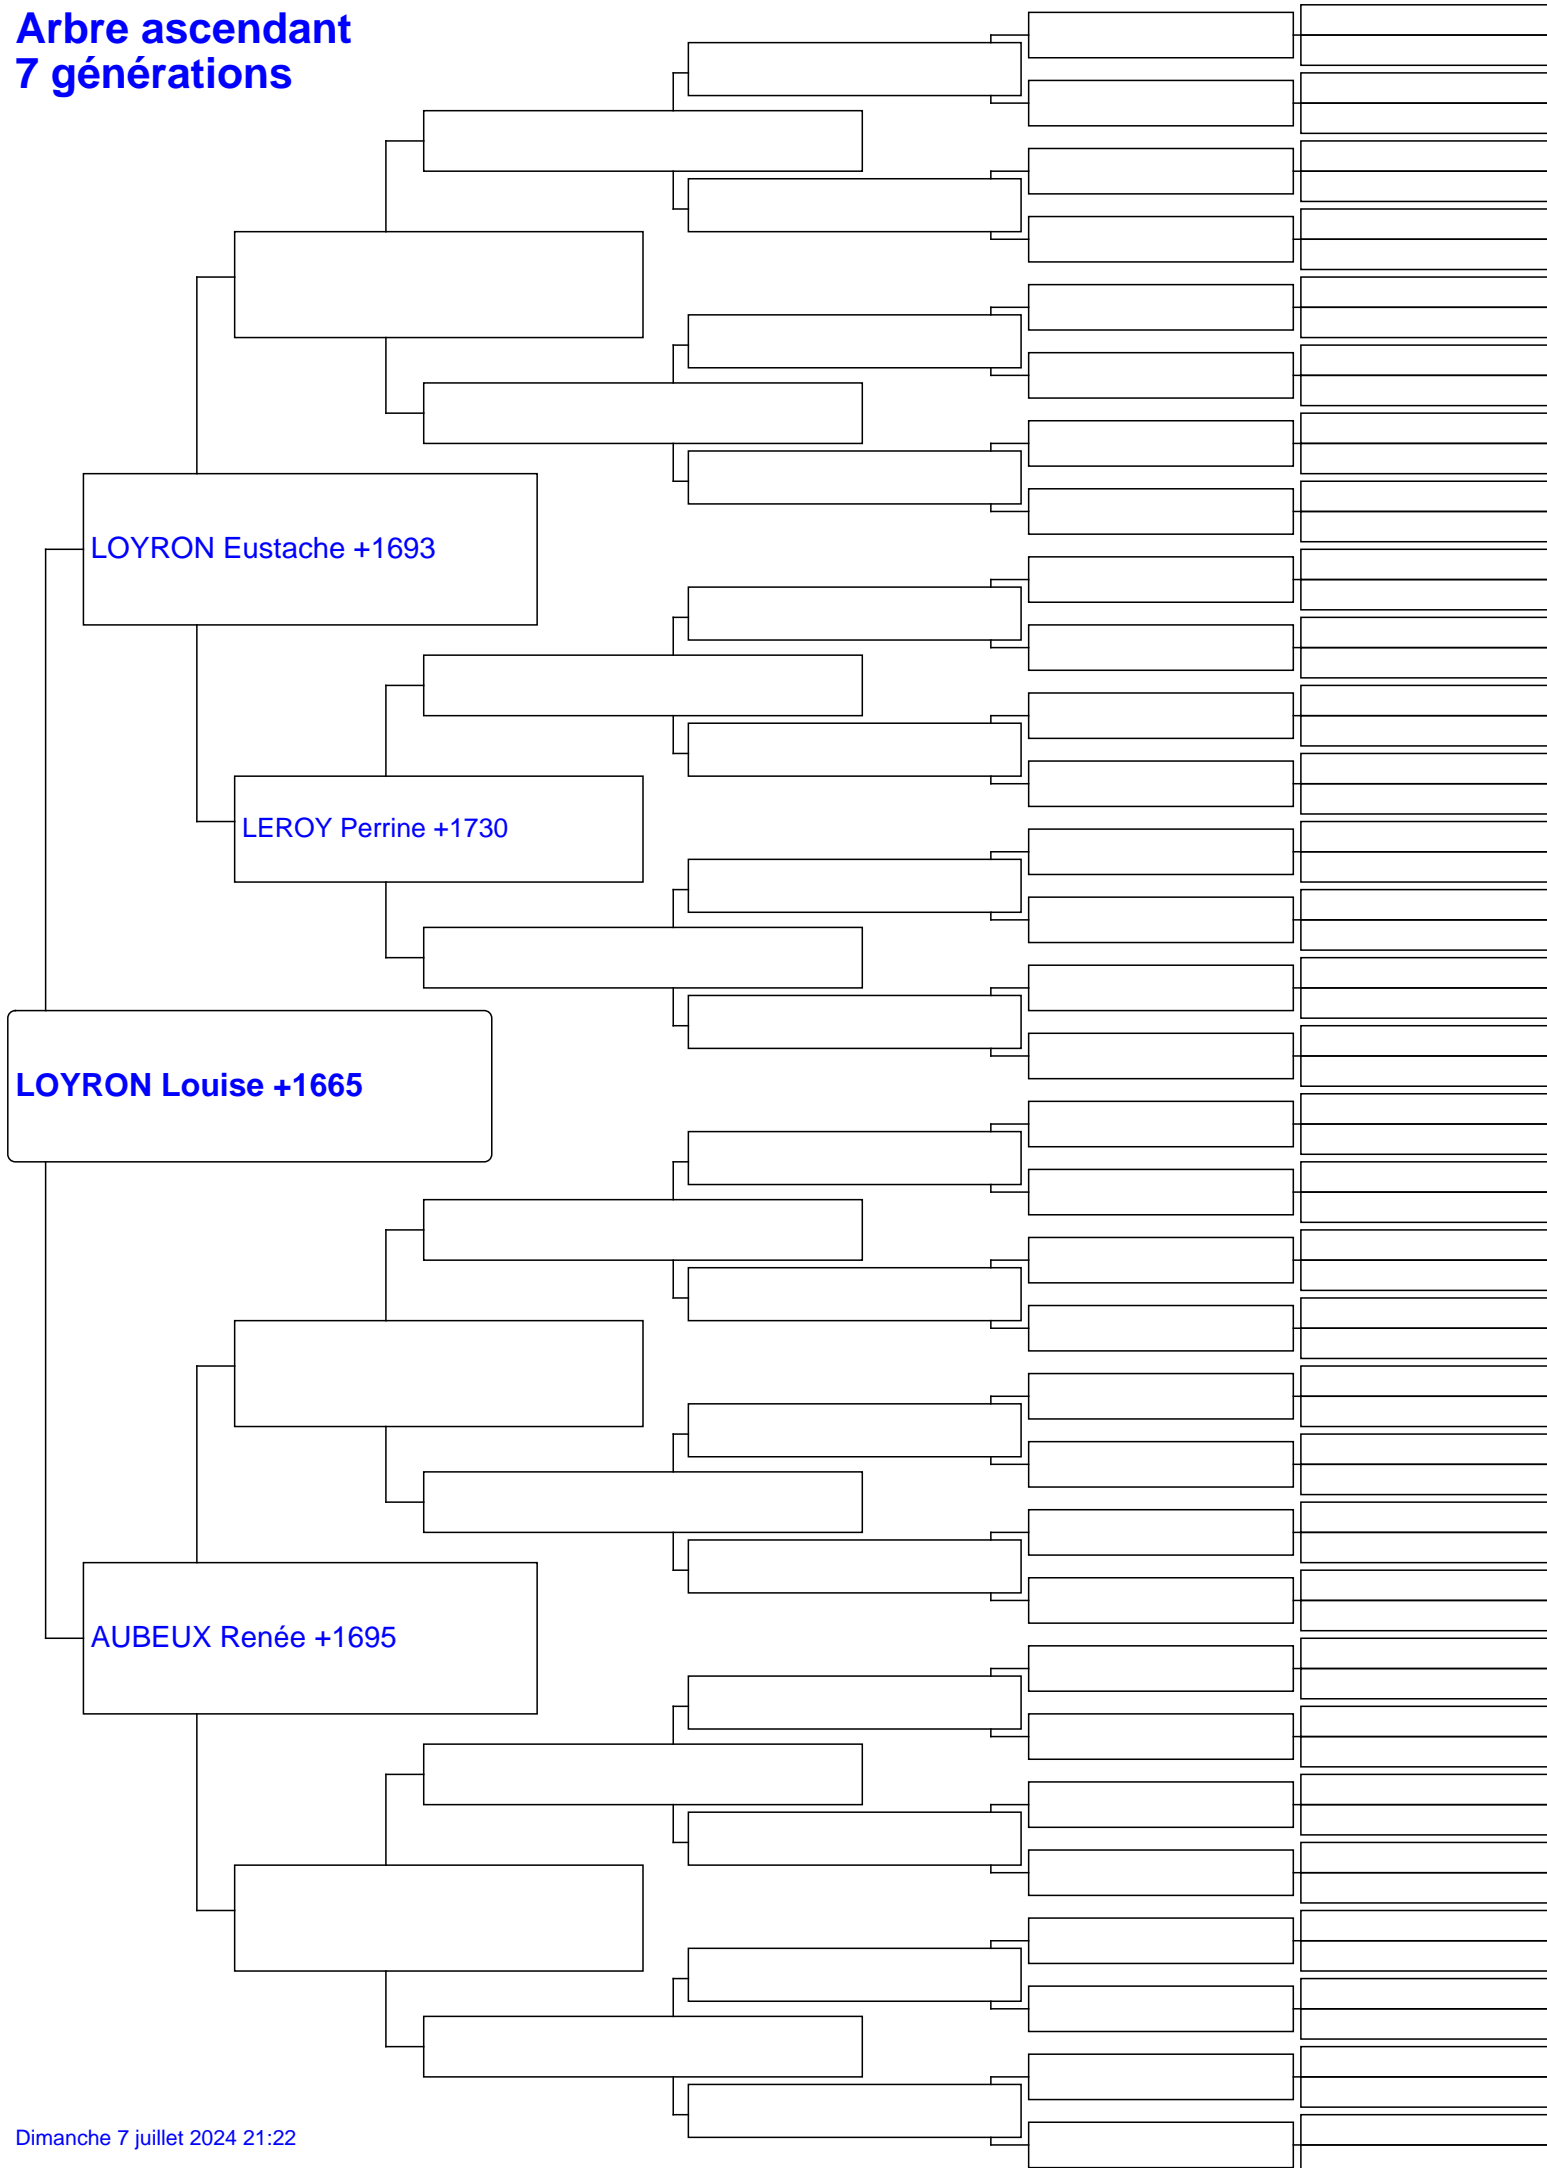 Arbre ascendant
7 générations
LOYRON Eustache +1693
LEROY Perrine +1730
LOYRON Louise +1665
AUBEUX Renée +1695
Dimanche 7 juillet 2024 21:22